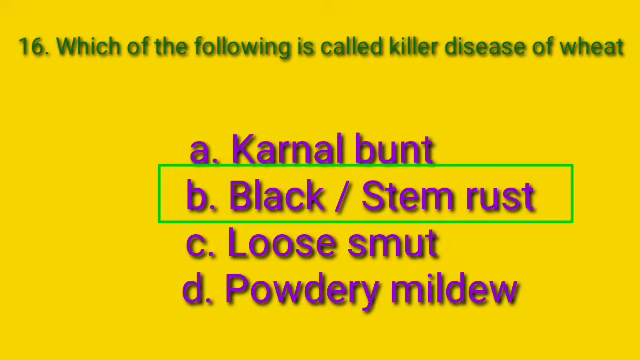 16. Which of the following is called killer disease of wheat
a. Karnal bunt
b. Black / Stem rust
c. Loose smut
d. Powdery mildew